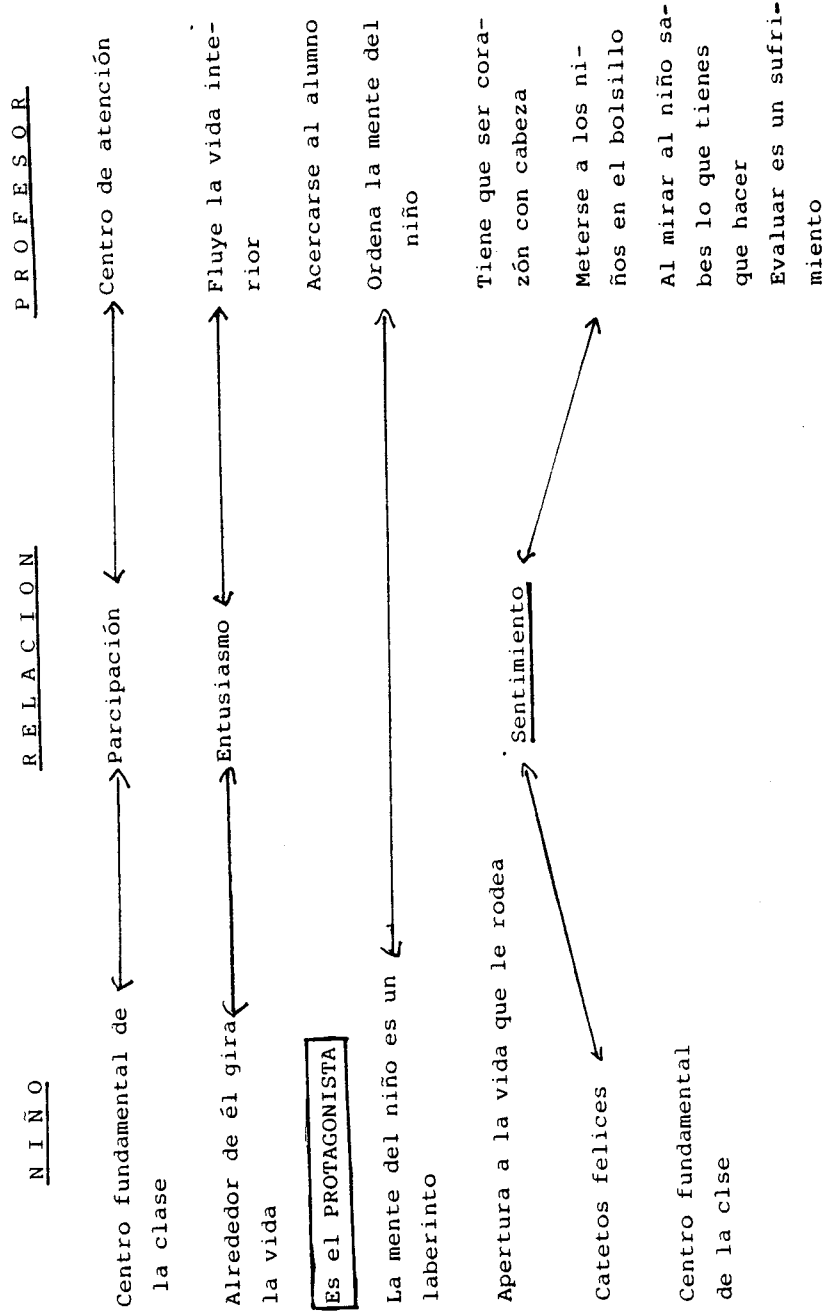 N I Ñ O
R E L A C I O N
P R O F E S O R
Centro fundamental de
la clase
Parcipación
Centro de atención
Alrededor de él gira
la vida
Entusiasmo
Fluye la vida inte-
rior
Es el PROTAGONISTA
Acercarse al alumno
La mente del niño es un
laberinto
Ordena la mente del
niño
Apertura a la vida que le rodea
Sentimiento
Tiene que ser cora-
zón con cabeza
Catetos felices
Meterse a los ni-
ños en el bolsillo
Centro fundamental
de la clse
Al mirar al niño sa-
bes lo que tienes
que hacer
Evaluar es un sufri-
miento